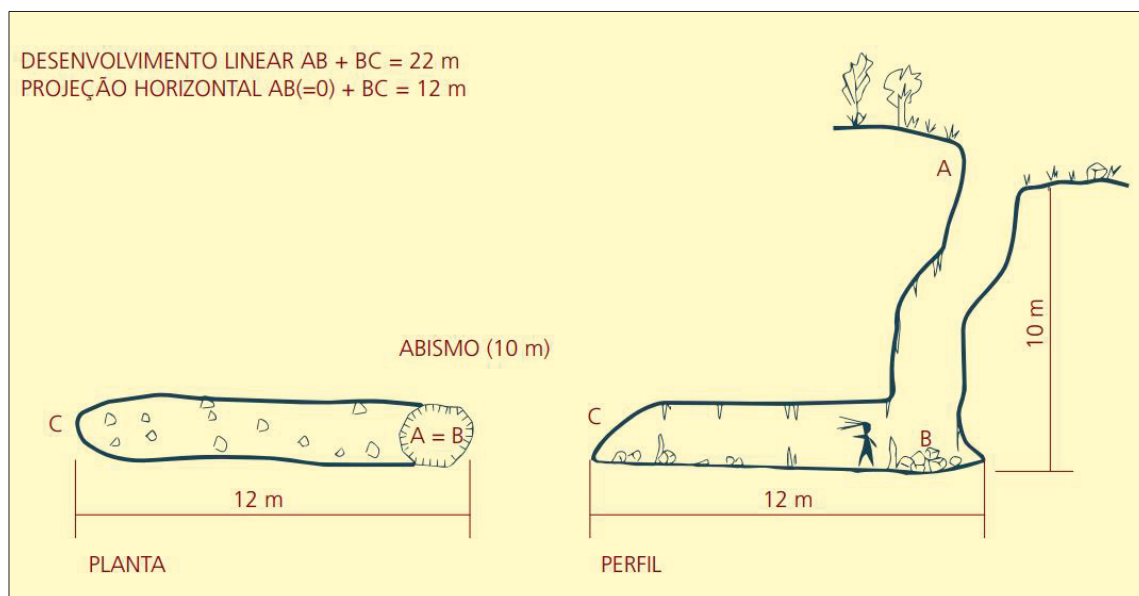 DESENVOLVIMENTO LINEAR AB + BC = 22 m
PROJEÇÃO HORIZONTAL AB(=0) + BC = 12 m
A
10 m
ABISMO (10 m)
C
A = B
C
B
12 m
12 m
PLANTA
PERFIL